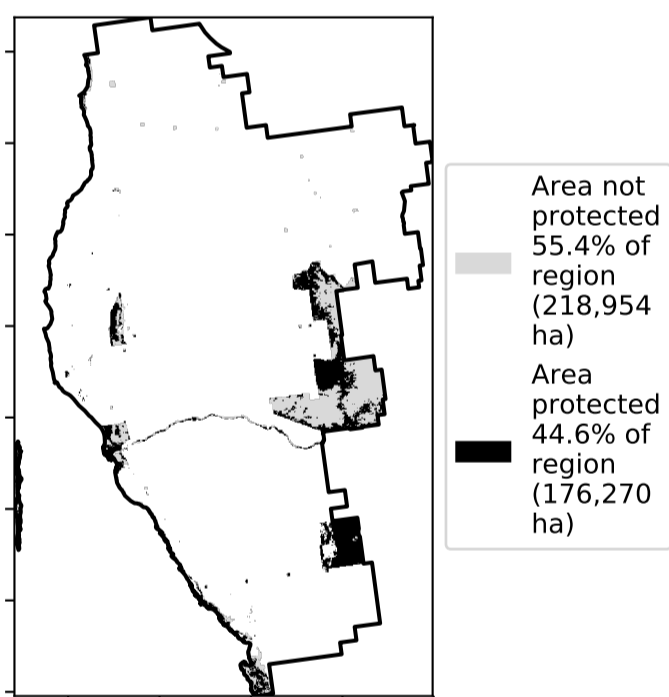 Area not
protected
55.4% of
region
(218,954
ha)
Area
protected
44.6% of
region
(176,270
ha)